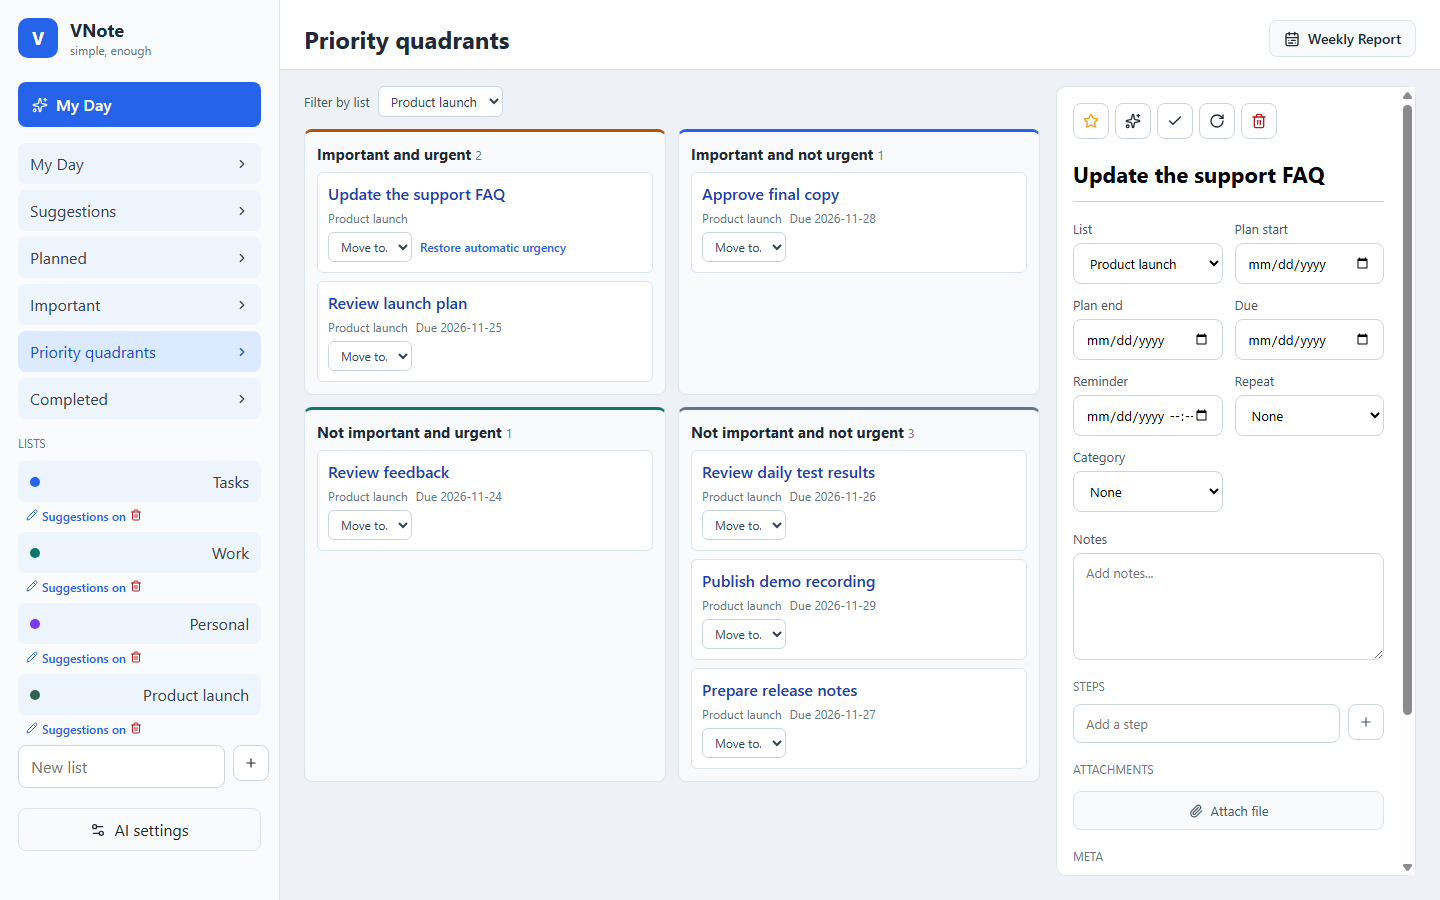 V
VNote
simple, enough
My Day
My Day
Suggestions
Planned
Important
Priority quadrants
Completed
LISTS
Tasks
Suggestions on
Work
Suggestions on
Personal
Suggestions on
Product launch
Suggestions on
New list
+
AI settings
Priority quadrants
Weekly Report
Filter by list
Product launch
Important and urgent 2
Update the support FAQ
Product launch
Move to.
Restore automatic urgency
Review launch plan
Product launch Due 2026-11-25
Move to.
Important and not urgent 1
Approve final copy
Product launch Due 2026-11-28
Move to.
Not important and urgent 1
Review feedback
Product launch Due 2026-11-24
Move to.
Not important and not urgent 3
Review daily test results
Product launch Due 2026-11-26
Move to.
Publish demo recording
Product launch Due 2026-11-29
Move to.
Prepare release notes
Product launch Due 2026-11-27
Move to.
Update the support FAQ
List
Product launch
Plan start
mm/dd/yyyy
Plan end
mm/dd/yyyy
Due
mm/dd/yyyy
Reminder
mm/dd/yyyy --:--
Repeat
None
Category
None
Notes
Add notes...
STEPS
Add a step
+
ATTACHMENTS
Attach file
META